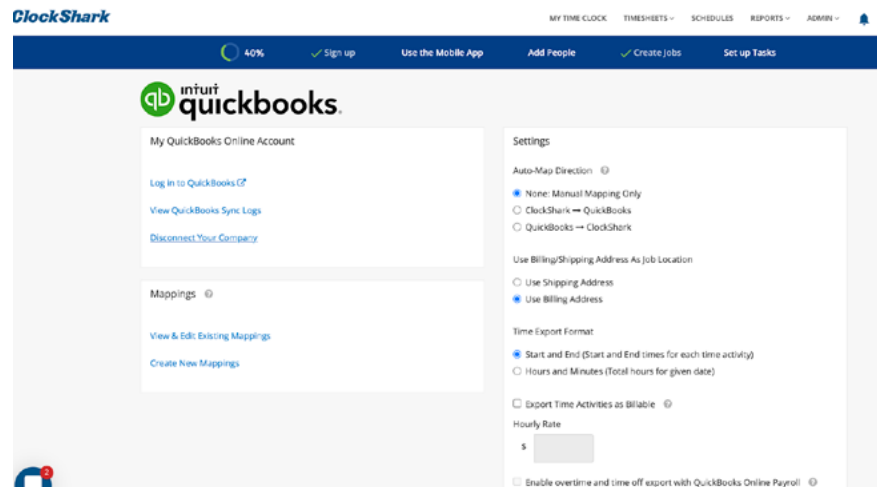 ClockShark
MY TIME CLOCK TIMESHEETS SCHEDULES REPORTS ADMIN
40% Sign up Use the Mobile App Add People Create Jobs Set up Tasks
qb intuit quickbooks.
My QuickBooks Online Account
Log in to QuickBooks
View QuickBooks Sync Logs
Disconnect Your Company
Mappings ?
View & Edit Existing Mappings
Create New Mappings
Settings
Auto-Map Direction ?
None: Manual Mapping Only
ClockShark → QuickBooks
QuickBooks → ClockShark
Use Billing/Shipping Address As Job Location
Use Shipping Address
Use Billing Address
Time Export Format
Start and End (Start and End times for each time activity)
Hours and Minutes (Total hours for given date)
Export Time Activities as Billable ?
Hourly Rate
$
Enable overtime and time off export with QuickBooks Online Payroll ?
2